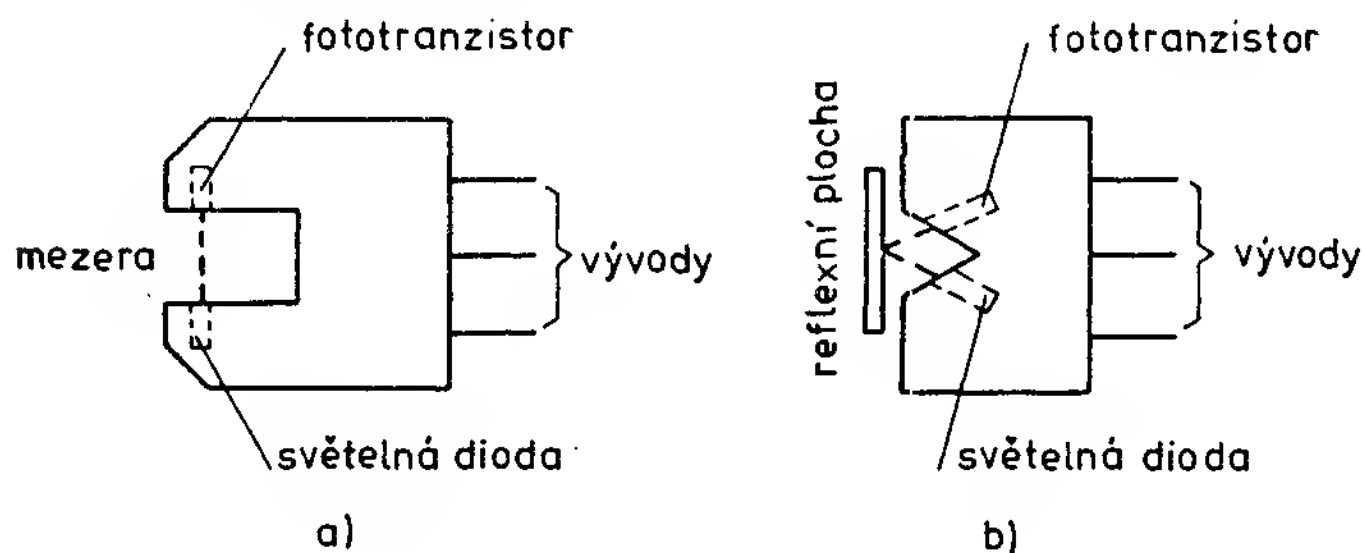 fototranzistor
mezera
vývody
světelná dioda
a)
fototranzistor
reflexní plocha
vývody
světelná dioda
b)